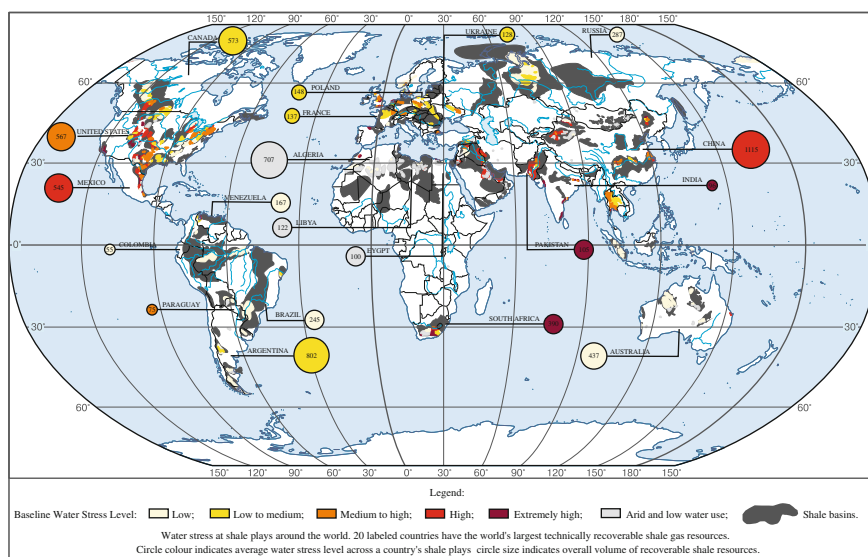 150˚ 120˚ 90˚ 60˚ 30˚ 0˚ 30˚ 60˚ 90˚ 120˚ 150˚ 180˚ 150˚
CANADA
573
UKRAINE
128
RUSSIA
287
60˚
60˚
POLAND
148
FRANCE
137
UNITED STATES
567
ALGERIA
707
CHINA
1115
30˚
30˚
MEXICO
545
INDIA
VENEZUELA
167
LIBYA
122
0˚
0˚
COLOMBIA
55
EYGPT
100
PAKISTAN
PARAGUAY
75
BRAZIL
245
SOUTH AFRICA
390
30˚
30˚
ARGENTINA
802
AUSTRALIA
437
60˚
60˚
150˚ 120˚ 90˚ 60˚ 30˚ 0˚ 30˚ 60˚ 90˚ 120˚ 150˚ 180˚ 150˚
Legend:
Baseline Water Stress Level: Low; Low to medium; Medium to high; High; Extremely high; Arid and low water use; Shale basins.
Water stress at shale plays around the world. 20 labeled countries have the world's largest technically recoverable shale gas resources.
Circle colour indicates average water stress level across a country's shale plays circle size indicates overall volume of recoverable shale resources.